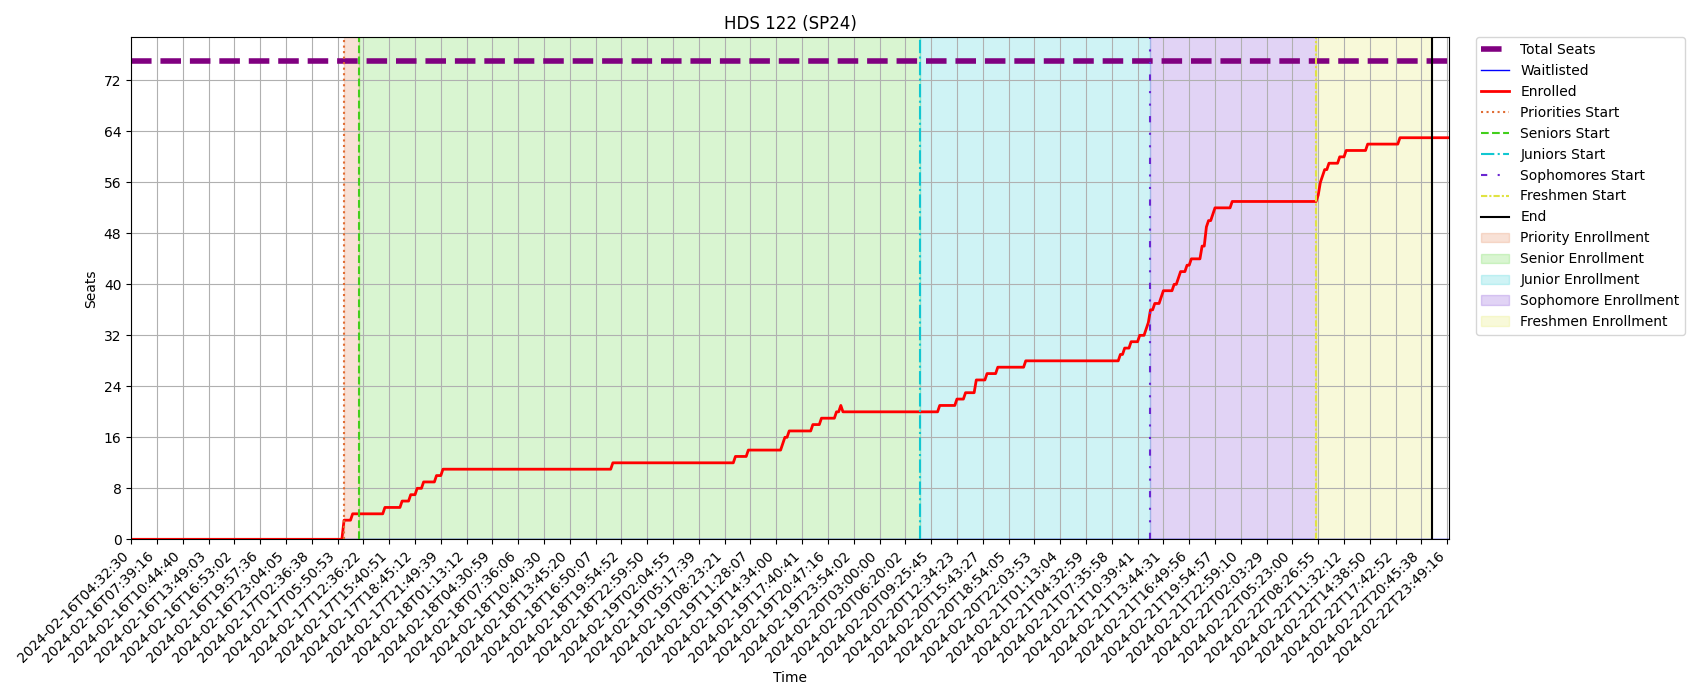 HDS 122 (SP24)
Seats
72
64
56
48
40
32
24
16
8
0
2024-02-16T04:32:30
2024-02-16T07:39:16
2024-02-16T10:44:40
2024-02-16T13:49:03
2024-02-16T16:53:02
2024-02-16T19:57:36
2024-02-16T23:04:05
2024-02-17T02:36:38
2024-02-17T05:50:53
2024-02-17T12:36:22
2024-02-17T15:40:51
2024-02-17T18:45:12
2024-02-17T21:49:39
2024-02-18T01:13:12
2024-02-18T04:30:59
2024-02-18T07:36:06
2024-02-18T10:40:30
2024-02-18T13:45:20
2024-02-18T16:50:07
2024-02-18T19:54:52
2024-02-18T22:59:50
2024-02-19T02:04:55
2024-02-19T05:17:39
2024-02-19T08:23:21
2024-02-19T11:28:07
2024-02-19T14:34:00
2024-02-19T17:40:41
2024-02-19T20:47:16
2024-02-19T23:54:02
2024-02-20T03:00:00
2024-02-20T06:20:02
2024-02-20T09:25:45
2024-02-20T12:34:23
2024-02-20T15:43:27
2024-02-20T18:54:05
2024-02-20T22:03:53
2024-02-21T01:13:04
2024-02-21T04:32:59
2024-02-21T07:35:58
2024-02-21T10:39:41
2024-02-21T13:44:31
2024-02-21T16:49:56
2024-02-21T19:54:57
2024-02-21T22:59:10
2024-02-22T02:03:29
2024-02-22T05:23:00
2024-02-22T08:26:55
2024-02-22T11:32:12
2024-02-22T14:38:50
2024-02-22T17:42:52
2024-02-22T20:45:38
2024-02-22T23:49:16
Time
Total Seats
Waitlisted
Enrolled
Priorities Start
Seniors Start
Juniors Start
Sophomores Start
Freshmen Start
End
Priority Enrollment
Senior Enrollment
Junior Enrollment
Sophomore Enrollment
Freshmen Enrollment